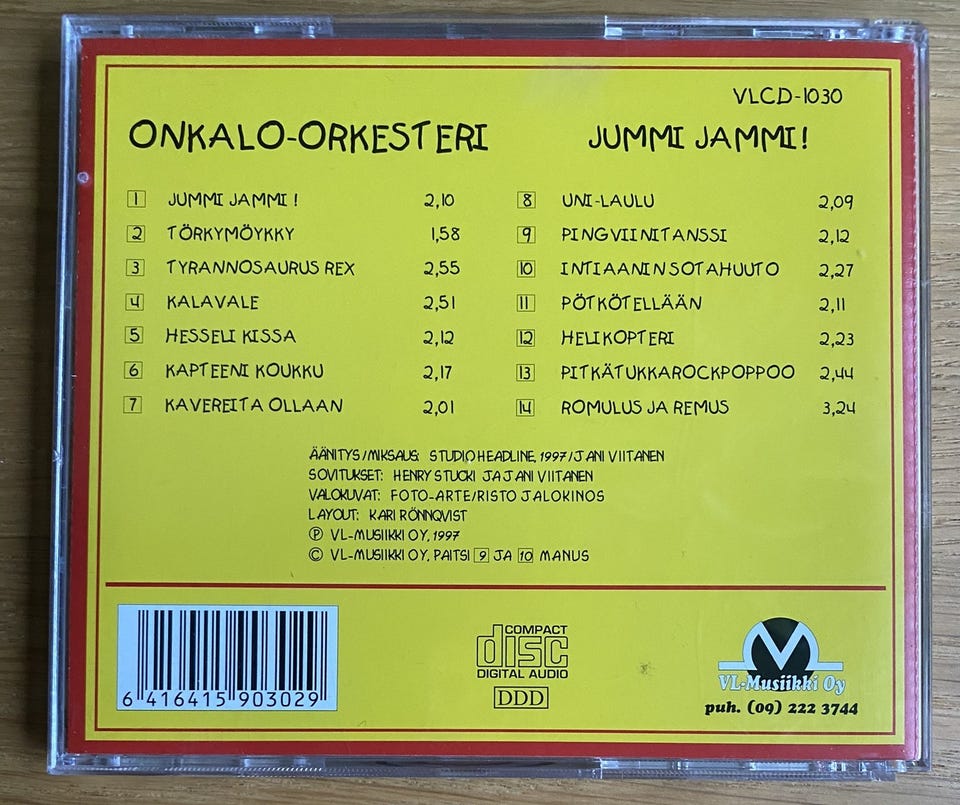 VLCD-1030
ONKALO-ORKESTERI JUMMI JAMMI!
1 JUMMI JAMMI ! 2,10
2 TÖRKYMÖYKKY 1,58
3 TYRANNOSAURUS REX 2,55
4 KALAVALE 2,51
5 HESSELI KISSA 2,12
6 KAPTEENI KOUKKU 2,17
7 KAVEREITA OLLAAN 2,01
8 UNI-LAULU 2,09
9 PINGVIINITANSSI 2,12
10 INTIAANIN SOTAHUUTO 2,27
11 PÖTKÖTELLÄÄN 2,11
12 HELIKOPTERI 2,23
13 PITKÄTUKKAROCKPOPPOO 2,44
14 ROMULUS JA REMUS 3,24
ÄÄNITYS/MIKSAUS: STUDIO HEADLINE, 1997/JANI VIITANEN
SOVITUKSET: HENRY STUCKI JA JANI VIITANEN
VALOKUVAT: FOTO-ARTE/RISTO JALOKINOS
LAYOUT: KARI RÖNNQVIST
℗ VL-MUSIIKKI OY, 1997
© VL-MUSIIKKI OY, PAITSI 9 JA 10 MANUS
6 416415 903029
COMPACT
disc
DIGITAL AUDIO
DDD
VL-Musiikki Oy
puh. (09) 222 3744